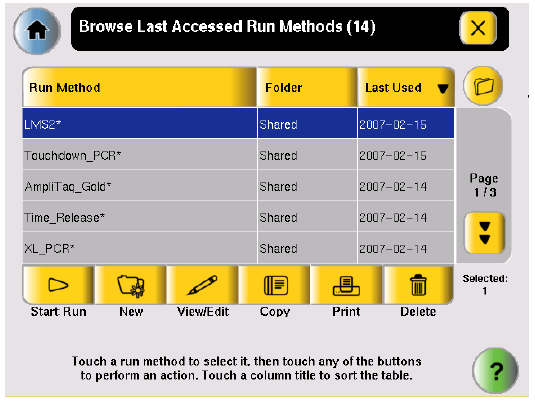 Browse Last Accessed Run Methods (14)
Run Method Folder Last Used
LMS2* Shared 2007-02-15
Touchdown_PCR* Shared 2007-02-15
AmpliTaq_Gold* Shared 2007-02-14
Time_Release* Shared 2007-02-14
XL_PCR* Shared 2007-02-14
Page
1/3
Selected:
1
Start Run New View/Edit Copy Print Delete
Touch a run method to select it, then touch any of the buttons
to perform an action. Touch a column title to sort the table.
?